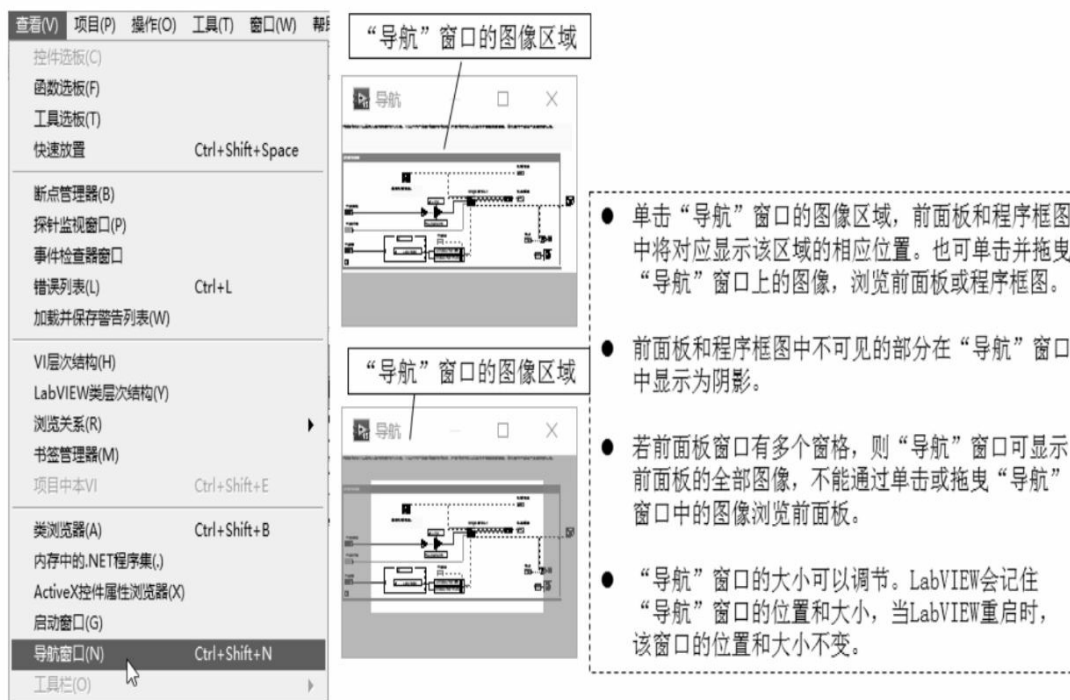 查看(V) 项目(P) 操作(O) 工具(T) 窗口(W) 帮
控件选板(C)
函数选板(F)
工具选板(T)
快速放置 Ctrl+Shift+Space
断点管理器(B)
探针监视窗口(P)
事件检查器窗口
错误列表(L) Ctrl+L
加载并保存警告列表(W)
VI层次结构(H)
LabVIEW类层次结构(Y)
浏览关系(R)
书签管理器(M)
项目中本VI Ctrl+Shift+E
类浏览器(A) Ctrl+Shift+B
内存中的.NET程序集(.)
ActiveX控件属性浏览器(X)
启动窗口(G)
导航窗口(N) Ctrl+Shift+N
工具栏(O)
“导航”窗口的图像区域
导航
“导航”窗口的图像区域
导航
● 单击“导航”窗口的图像区域，前面板和程序框图
中将对应显示该区域的相应位置。也可单击并拖曳
“导航”窗口上的图像，浏览前面板或程序框图。
● 前面板和程序框图中不可见的部分在“导航”窗口
中显示为阴影。
● 若前面板窗口有多个窗格，则“导航”窗口可显示
前面板的全部图像，不能通过单击或拖曳“导航”
窗口中的图像浏览前面板。
● “导航”窗口的大小可以调节。LabVIEW会记住
“导航”窗口的位置和大小，当LabVIEW重启时，
该窗口的位置和大小不变。